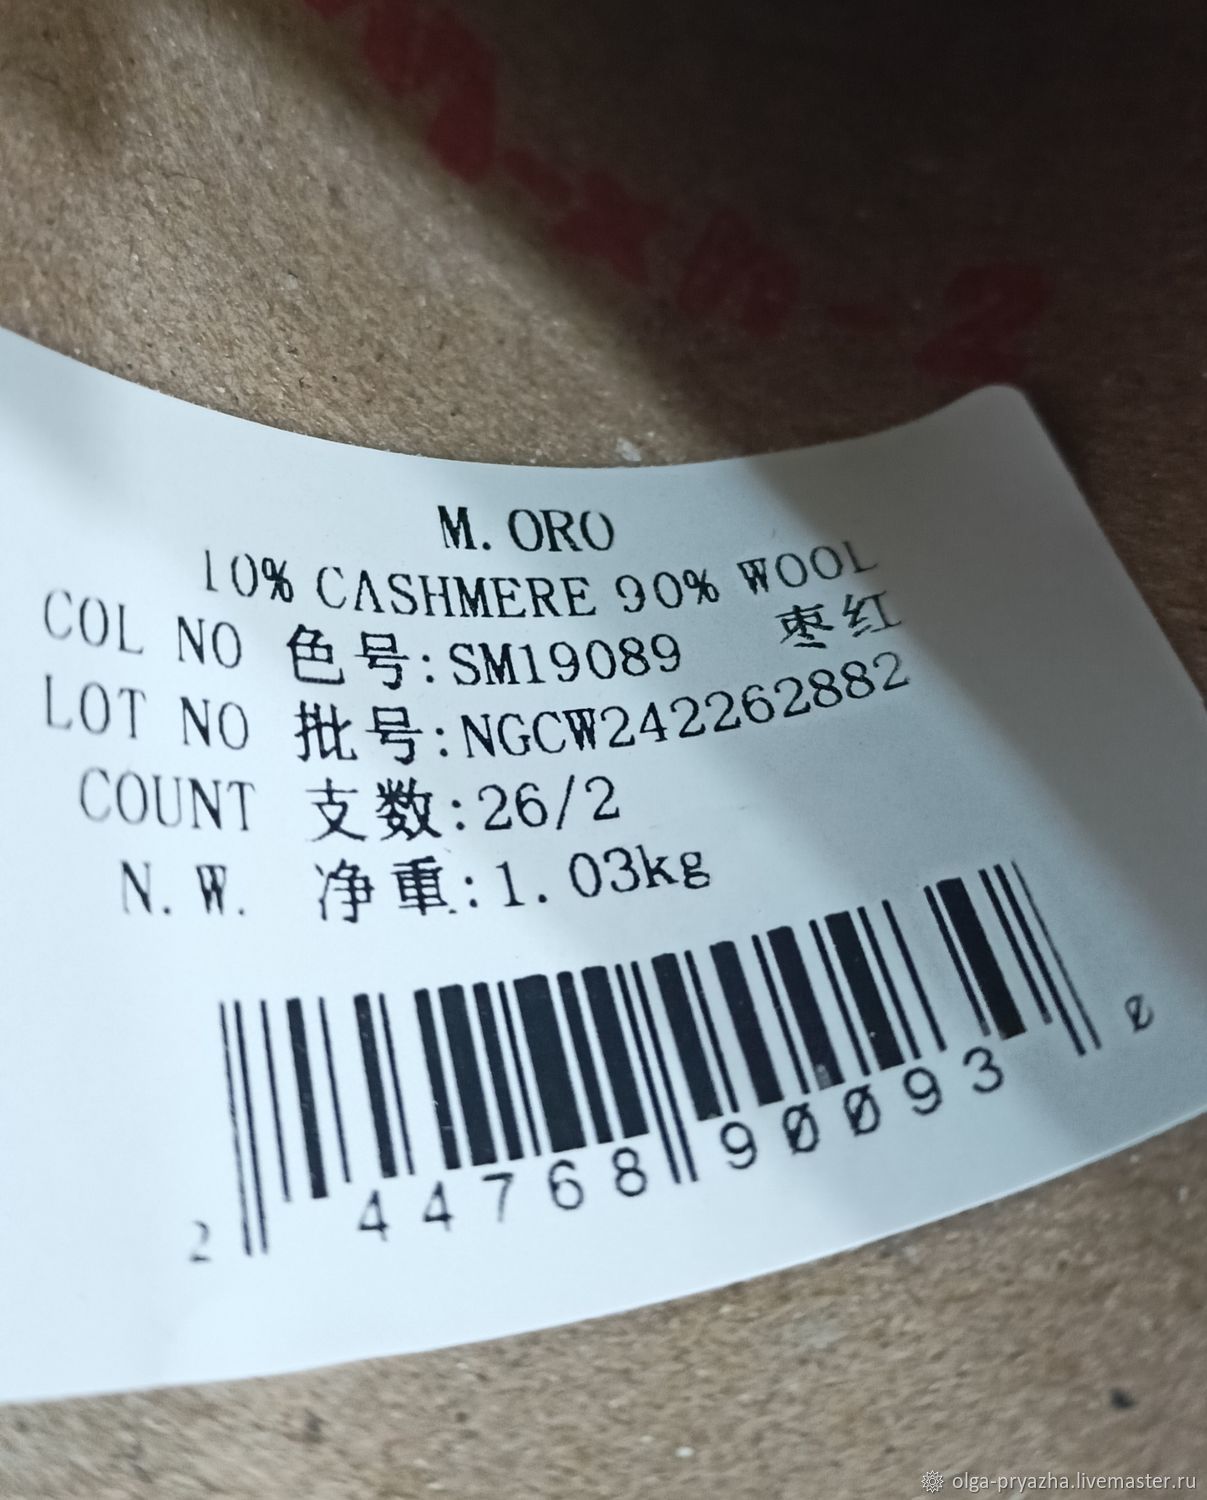 M. ORO
10% CASHMERE 90% WOOL
COL NO 色号:SM19089 枣红
LOT NO 批号:NGCW242262882
COUNT 支数:26/2
N.W. 净重:1.03kg
2 44768 90093 0
olga-pryazha.livemaster.ru